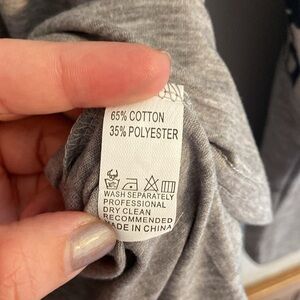 65% COTTON
35% POLYESTER
WASH SEPARATELY
PROFESSIONAL
DRY CLEAN
RECOMMENDED
MADE IN CHINA